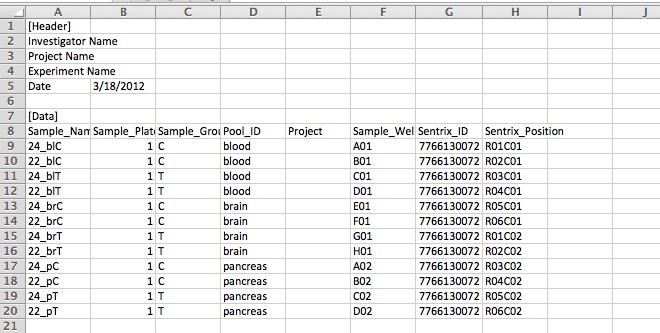 A B C D E F G H I J
1 [Header]
2 Investigator Name
3 Project Name
4 Experiment Name
5 Date 3/18/2012
6
7 [Data]
8 Sample_Nam Sample_Plat Sample_Grou Pool_ID Project Sample_Wel Sentrix_ID Sentrix_Position
9 24_blC 1 C blood A01 7766130072 R01C01
10 22_blC 1 C blood B01 7766130072 R02C01
11 24_blT 1 T blood C01 7766130072 R03C01
12 22_blT 1 T blood D01 7766130072 R04C01
13 24_brC 1 C brain E01 7766130072 R05C01
14 22_brC 1 C brain F01 7766130072 R06C01
15 24_brT 1 T brain G01 7766130072 R01C02
16 22_brT 1 T brain H01 7766130072 R02C02
17 24_pC 1 C pancreas A02 7766130072 R03C02
18 22_pC 1 C pancreas B02 7766130072 R04C02
19 24_pT 1 T pancreas C02 7766130072 R05C02
20 22_pT 1 T pancreas D02 7766130072 R06C02
21